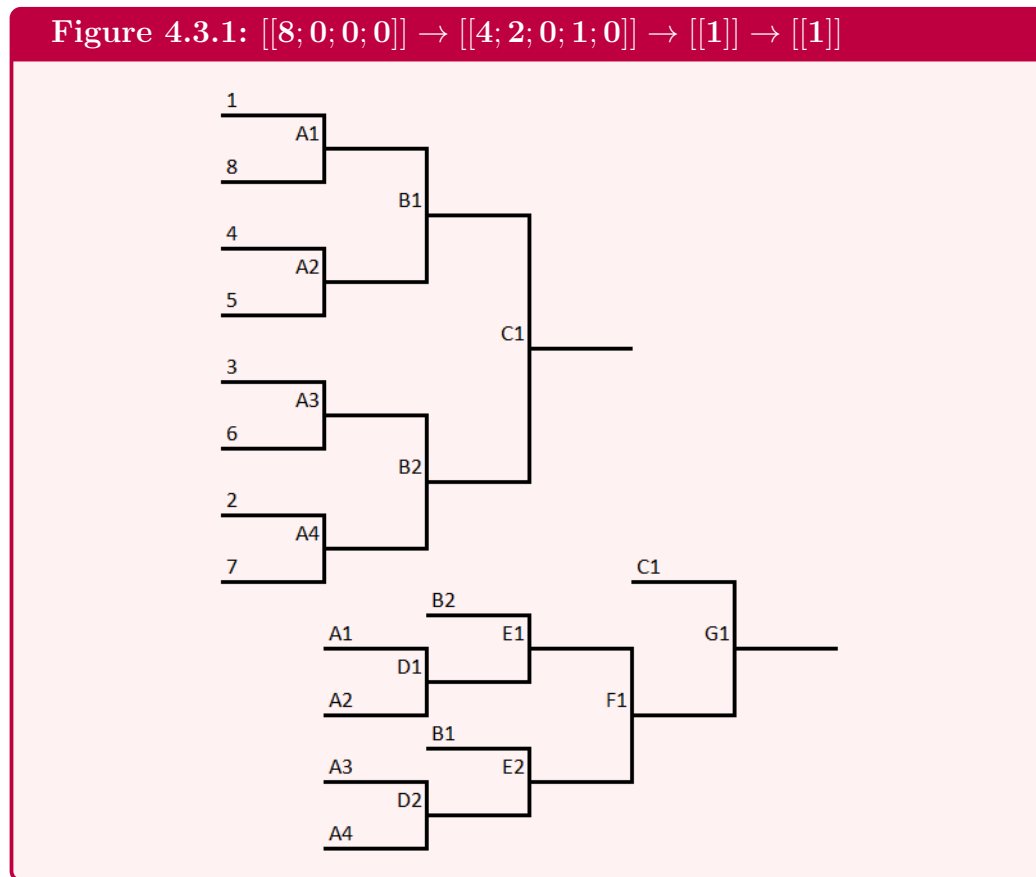 Figure 4.3.1: [[8; 0; 0; 0]] → [[4; 2; 0; 1; 0]] → [[1]] → [[1]]
1
A1
8
B1
4
A2
5
C1
3
A3
6
B2
2
A4
7
C1
B2
A1
E1
G1
D1
A2
F1
B1
A3
E2
D2
A4